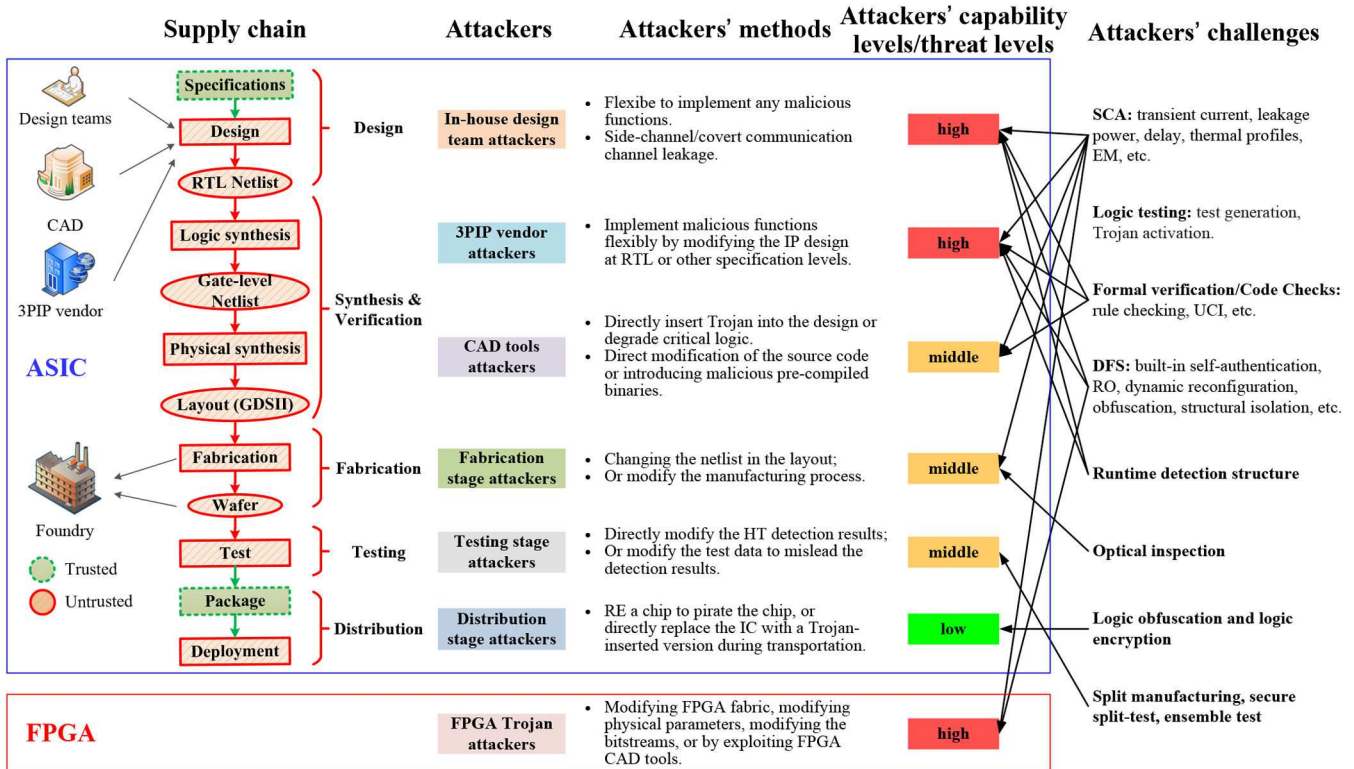 Supply chain
Attackers
Attackers' methods
Attackers' capability
levels/threat levels
Attackers' challenges
Design teams
CAD
3PIP vendor
ASIC
Foundry
Trusted
Untrusted
Specifications
Design
RTL Netlist
Logic synthesis
Gate-level
Netlist
Physical synthesis
Layout (GDSII)
Fabrication
Wafer
Test
Package
Deployment
Design
Synthesis &
Verification
Fabrication
Testing
Distribution
In-house design
team attackers
• Flexibe to implement any malicious
functions.
• Side-channel/covert communication
channel leakage.
high
3PIP vendor
attackers
• Implement malicious functions
flexibly by modifying the IP design
at RTL or other specification levels.
high
CAD tools
attackers
• Directly insert Trojan into the design or
degrade critical logic.
• Direct modification of the source code
or introducing malicious pre-compiled
binaries.
middle
Fabrication
stage attackers
• Changing the netlist in the layout;
• Or modify the manufacturing process.
middle
Testing stage
attackers
• Directly modify the HT detection results;
• Or modify the test data to mislead the
detection results.
middle
Distribution
stage attackers
• RE a chip to pirate the chip, or
directly replace the IC with a Trojan-
inserted version during transportation.
low
FPGA
FPGA Trojan
attackers
• Modifying FPGA fabric, modifying
physical parameters, modifying the
bitstreams, or by exploiting FPGA
CAD tools.
high
SCA: transient current, leakage
power, delay, thermal profiles,
EM, etc.
Logic testing: test generation,
Trojan activation.
Formal verification/Code Checks:
rule checking, UCI, etc.
DFS: built-in self-authentication,
RO, dynamic reconfiguration,
obfuscation, structural isolation, etc.
Runtime detection structure
Optical inspection
Logic obfuscation and logic
encryption
Split manufacturing, secure
split-test, ensemble test